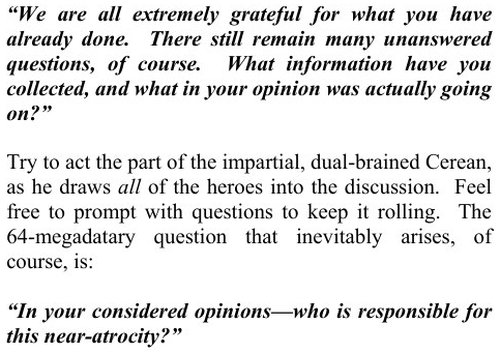 “We are all extremely grateful for what you have
already done. There still remain many unanswered
questions, of course. What information have you
collected, and what in your opinion was actually going
on?”
Try to act the part of the impartial, dual-brained Cerean,
as he draws all of the heroes into the discussion. Feel
free to prompt with questions to keep it rolling. The
64-megadatary question that inevitably arises, of
course, is:
“In your considered opinions—who is responsible for
this near-atrocity?”